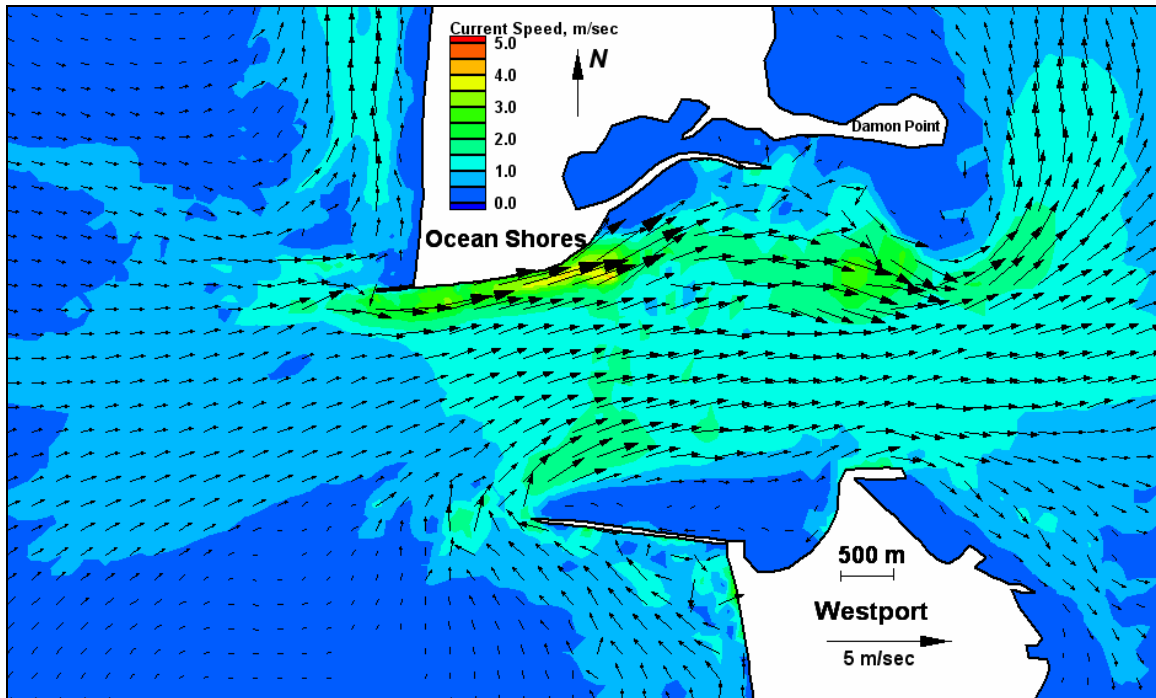 Current Speed, m/sec
5.0
4.0
3.0
2.0
1.0
0.0
N
Damon Point
Ocean Shores
500 m
Westport
5 m/sec